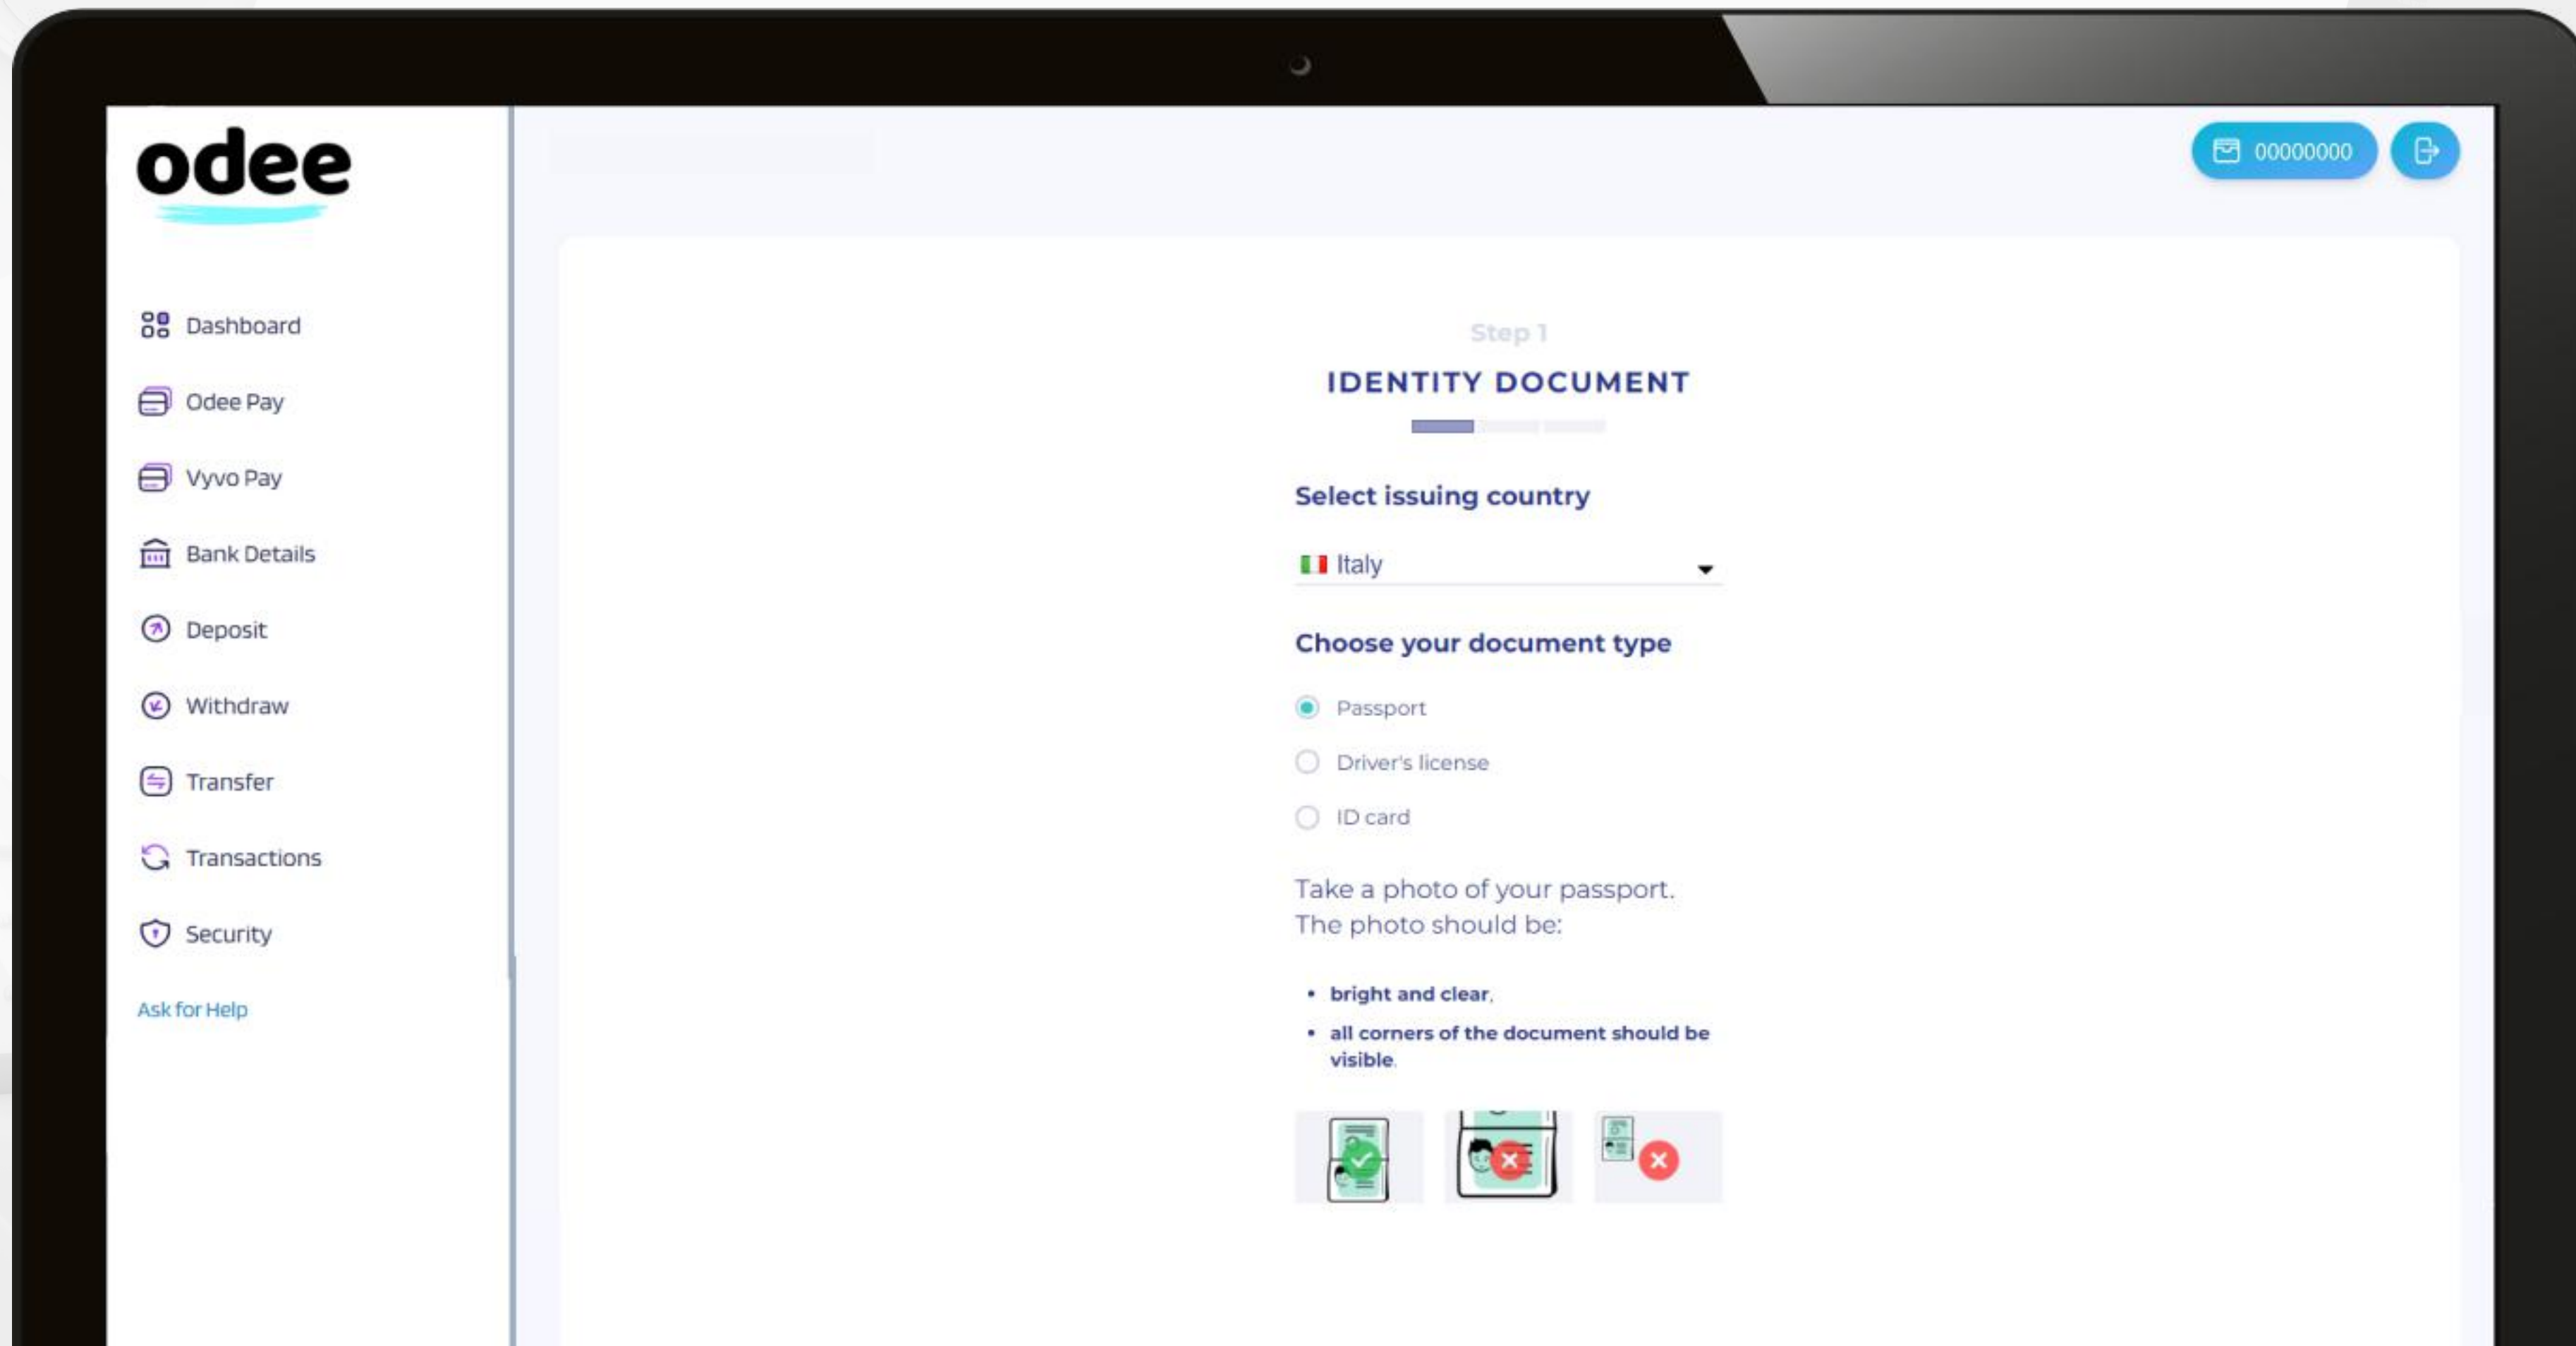 odee
00000000
Dashboard
Odee Pay
Vyvo Pay
Bank Details
Deposit
Withdraw
Transfer
Transactions
Security
Ask for Help
Step 1
IDENTITY DOCUMENT
Select issuing country
Italy
Choose your document type
Passport
Driver's license
ID card
Take a photo of your passport.
The photo should be:
• bright and clear,
• all corners of the document should be
visible.